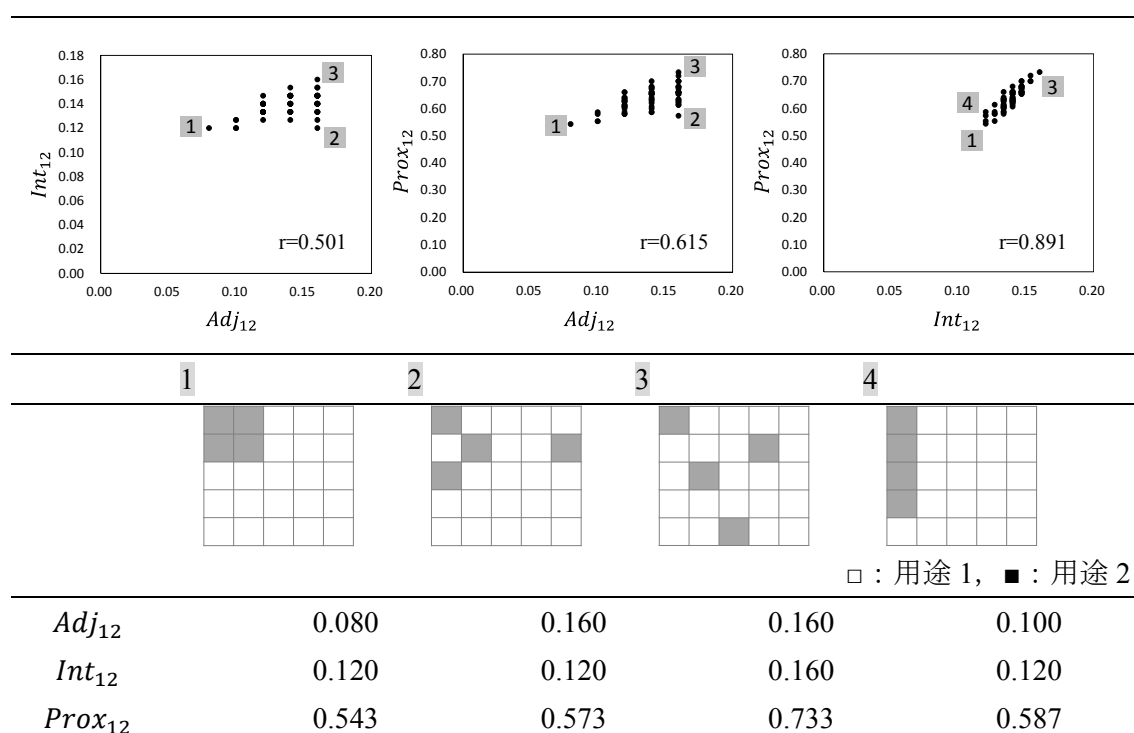 0.18
0.16
0.14
0.12
0.10
0.08
0.06
0.04
0.02
0.00
Int12
1
3
2
r=0.501
0.00 0.05 0.10 0.15 0.20
Adj12
0.80
0.70
0.60
0.50
0.40
0.30
0.20
0.10
0.00
Prox12
1
3
2
r=0.615
0.00 0.05 0.10 0.15 0.20
Adj12
0.80
0.70
0.60
0.50
0.40
0.30
0.20
0.10
0.00
Prox12
4
3
1
r=0.891
0.00 0.05 0.10 0.15 0.20
Int12
1 2 3 4
□：用途 1, ■：用途 2
Adj12 0.080 0.160 0.160 0.100
Int12 0.120 0.120 0.160 0.120
Prox12 0.543 0.573 0.733 0.587